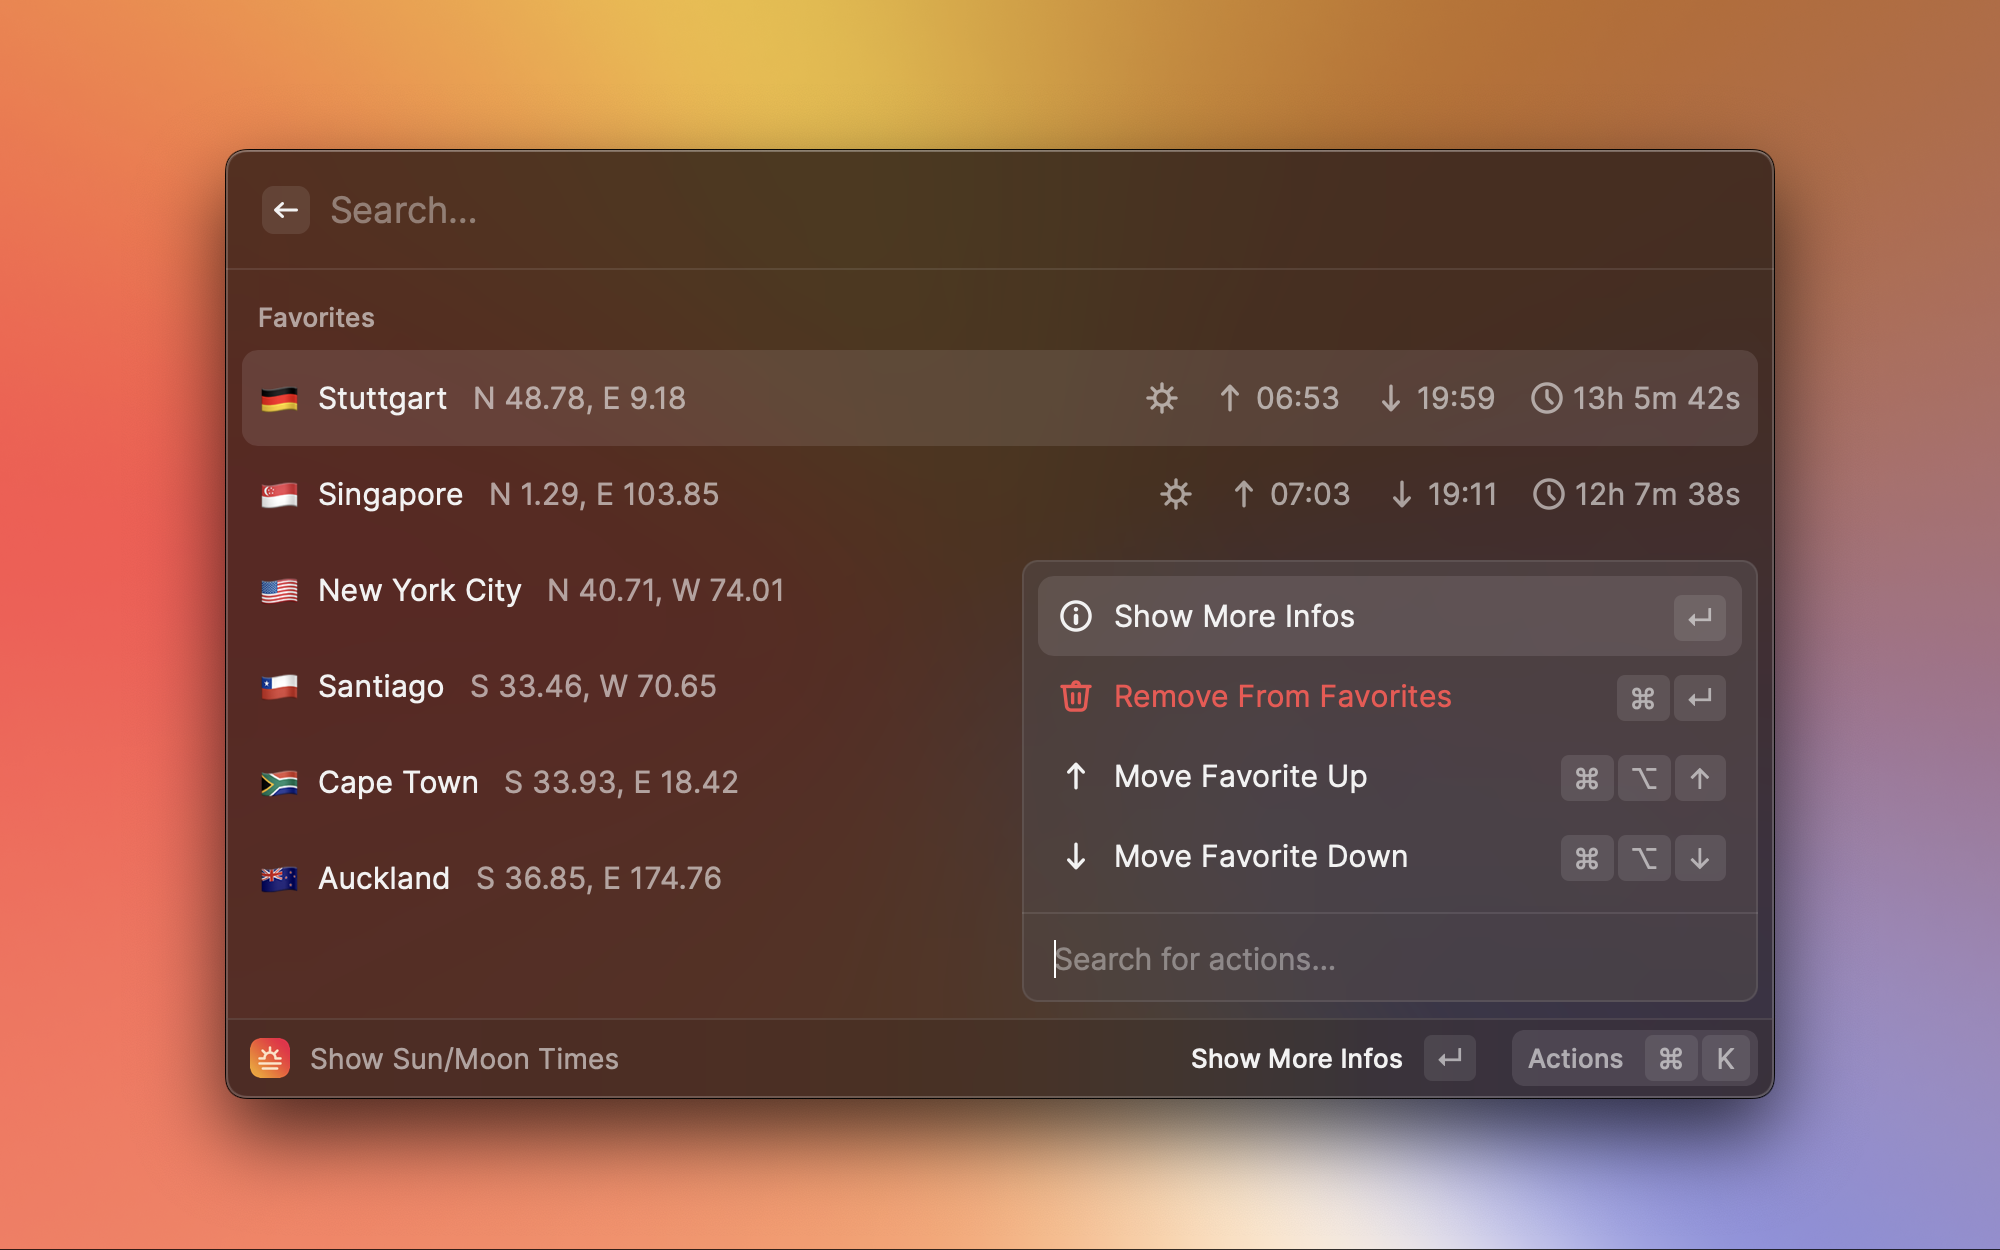 Search...
Favorites
Stuttgart N 48.78, E 9.18 ↑ 06:53 ↓ 19:59 13h 5m 42s
Singapore N 1.29, E 103.85 ↑ 07:03 ↓ 19:11 12h 7m 38s
New York City N 40.71, W 74.01
Santiago S 33.46, W 70.65
Cape Town S 33.93, E 18.42
Auckland S 36.85, E 174.76
Show More Infos ↵
Remove From Favorites ⌘ ↵
↑ Move Favorite Up ⌘ ⌥ ↑
↓ Move Favorite Down ⌘ ⌥ ↓
Search for actions...
Show Sun/Moon Times Show More Infos ↵ Actions ⌘ K